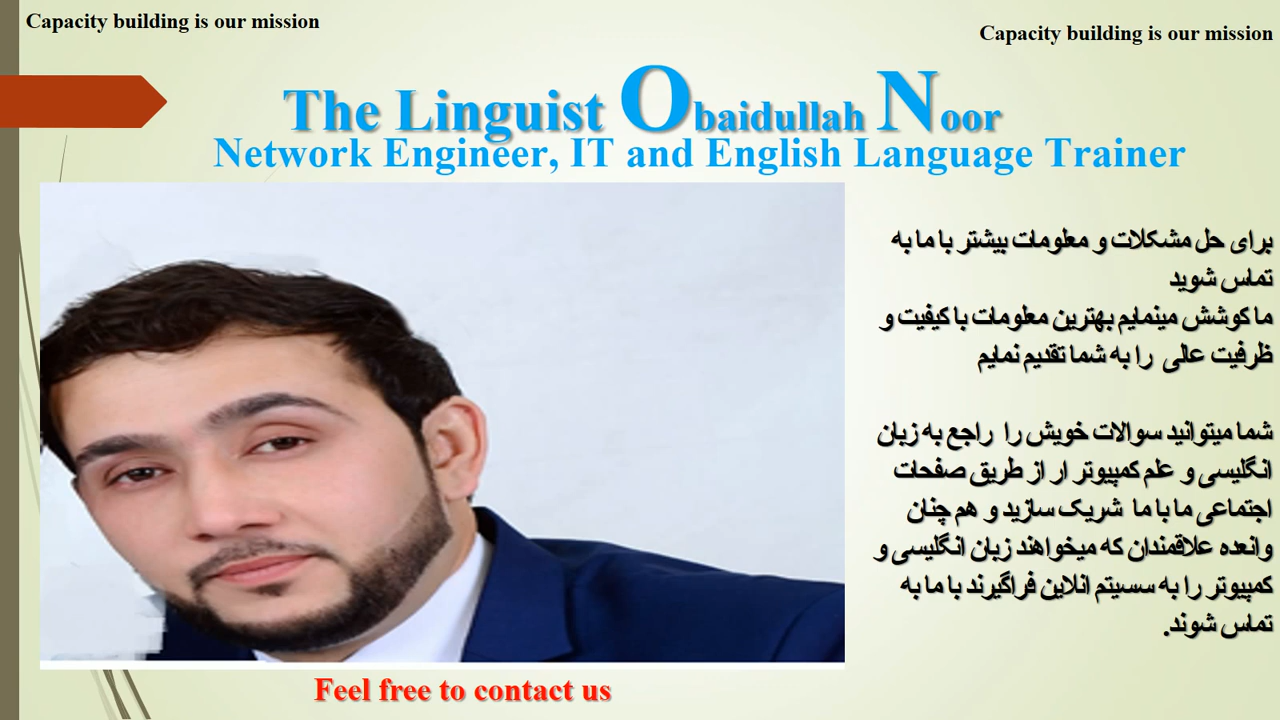 Capacity building is our mission
Capacity building is our mission
The Linguist Obaidullah Noor
Network Engineer, IT and English Language Trainer
برای حل مشکلات و معلومات بیشتر با ما به
تماس شوید
ما کوشش مینمایم بهترین معلومات با کیفیت و
ظرفیت عالی را به شما تقدیم نمایم
شما میتوانید سوالات خویش را راجع به زبان
انگلیسی و علم کمپیوتر ار از طریق صفحات
اجتماعی ما با ما شریک سازید و هم چنان
وانعده علاقمندان که میخواهند زبان انگلیسی و
کمپیوتر را به سسیتم انلاین فراگیرند با ما به
تماس شوند.
Feel free to contact us